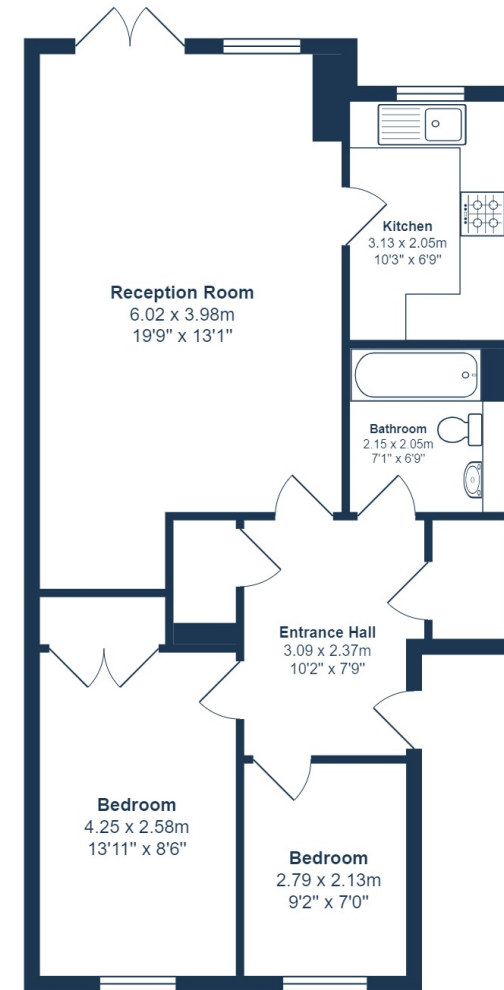 Kitchen
3.13 x 2.05m
10'3" x 6'9"
Reception Room
6.02 x 3.98m
19'9" x 13'1"
Bathroom
2.15 x 2.05m
7'1" x 6'9"
Entrance Hall
3.09 x 2.37m
10'2" x 7'9"
Bedroom
4.25 x 2.58m
13'11" x 8'6"
Bedroom
2.79 x 2.13m
9'2" x 7'0"